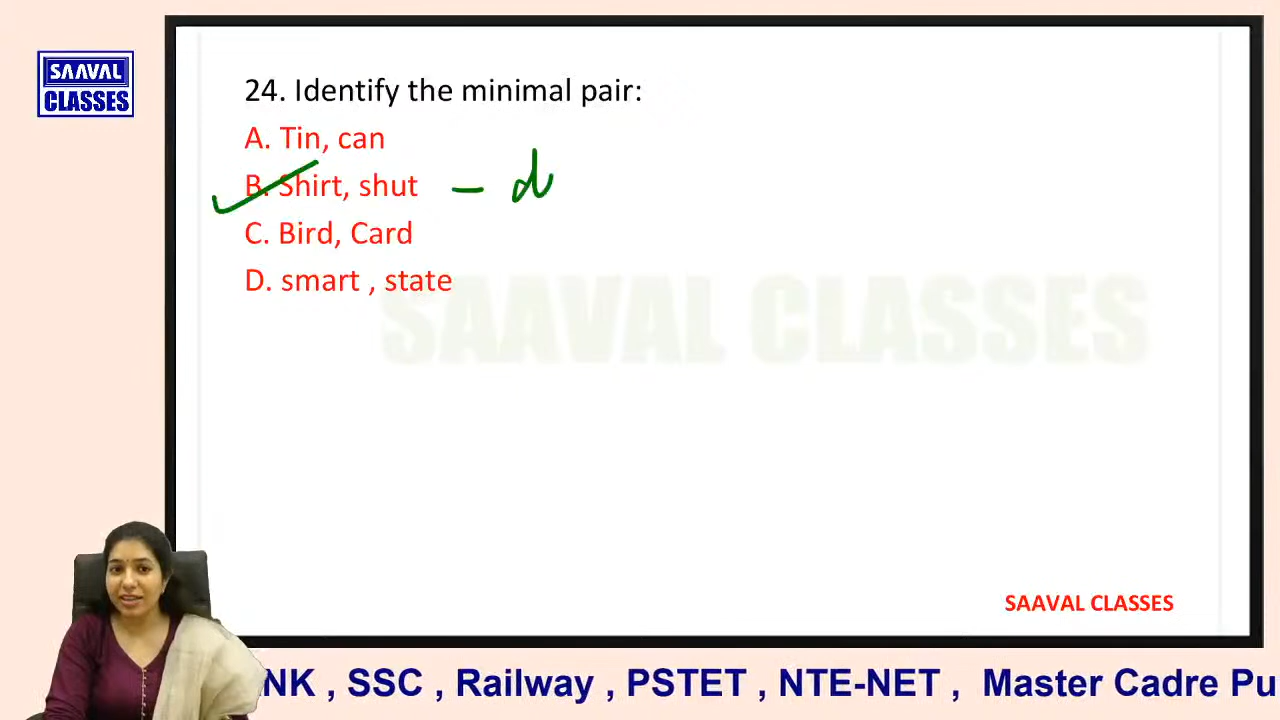 SAAVAL
CLASSES
24. Identify the minimal pair:
A. Tin, can
B. Shirt, shut – d
C. Bird, Card
D. smart , state
SAAVAL CLASSES
SAAVAL CLASSES
NK , SSC , Railway , PSTET , NTE-NET , Master Cadre Pu